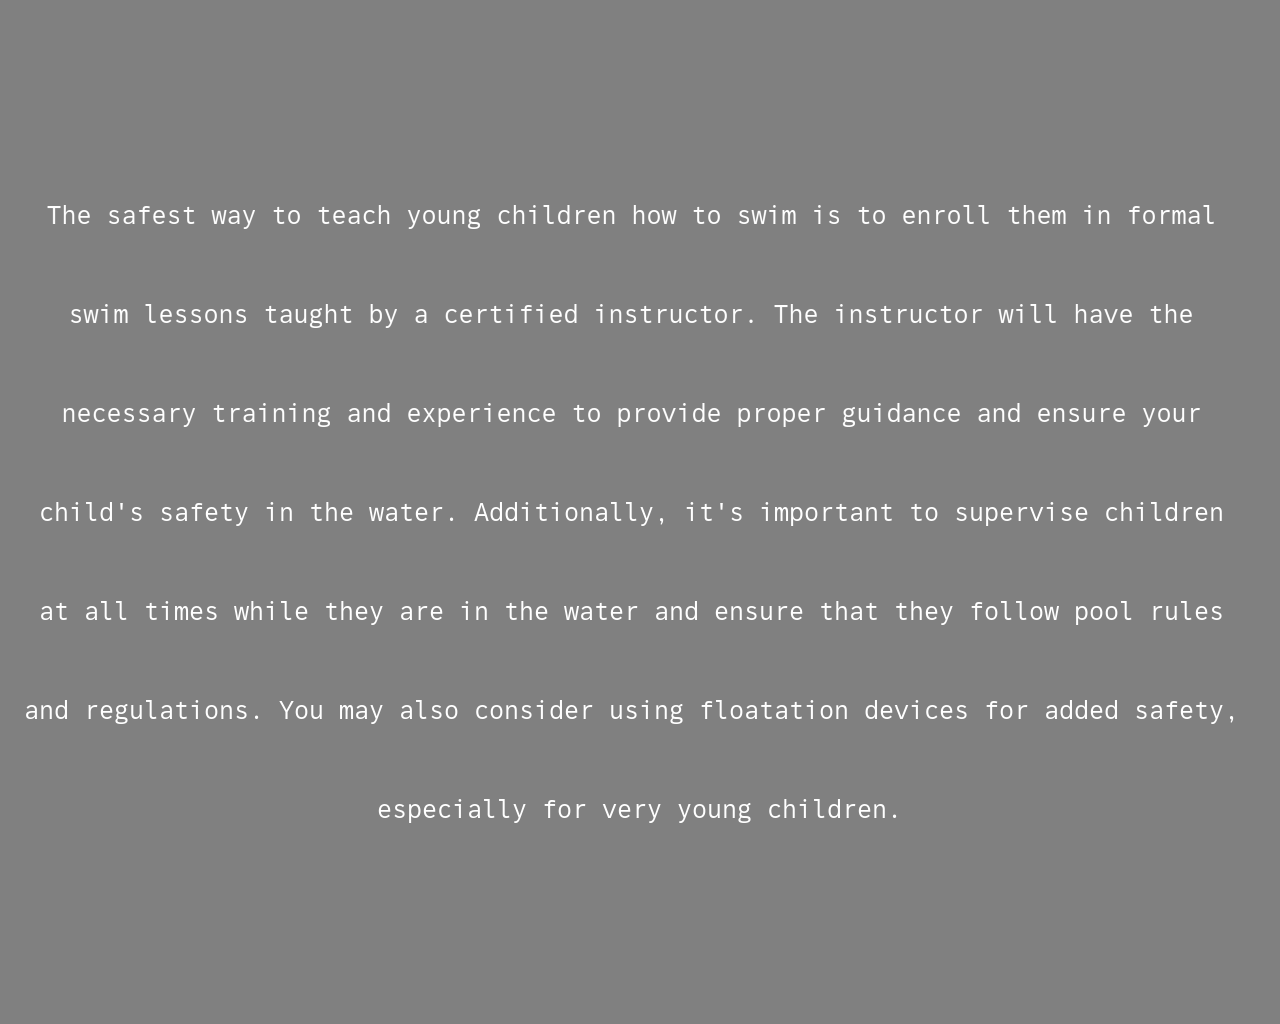 The safest way to teach young children how to swim is to enroll them in formal
swim lessons taught by a certified instructor. The instructor will have the
necessary training and experience to provide proper guidance and ensure your
child's safety in the water. Additionally, it's important to supervise children
at all times while they are in the water and ensure that they follow pool rules
and regulations. You may also consider using floatation devices for added safety,
especially for very young children.